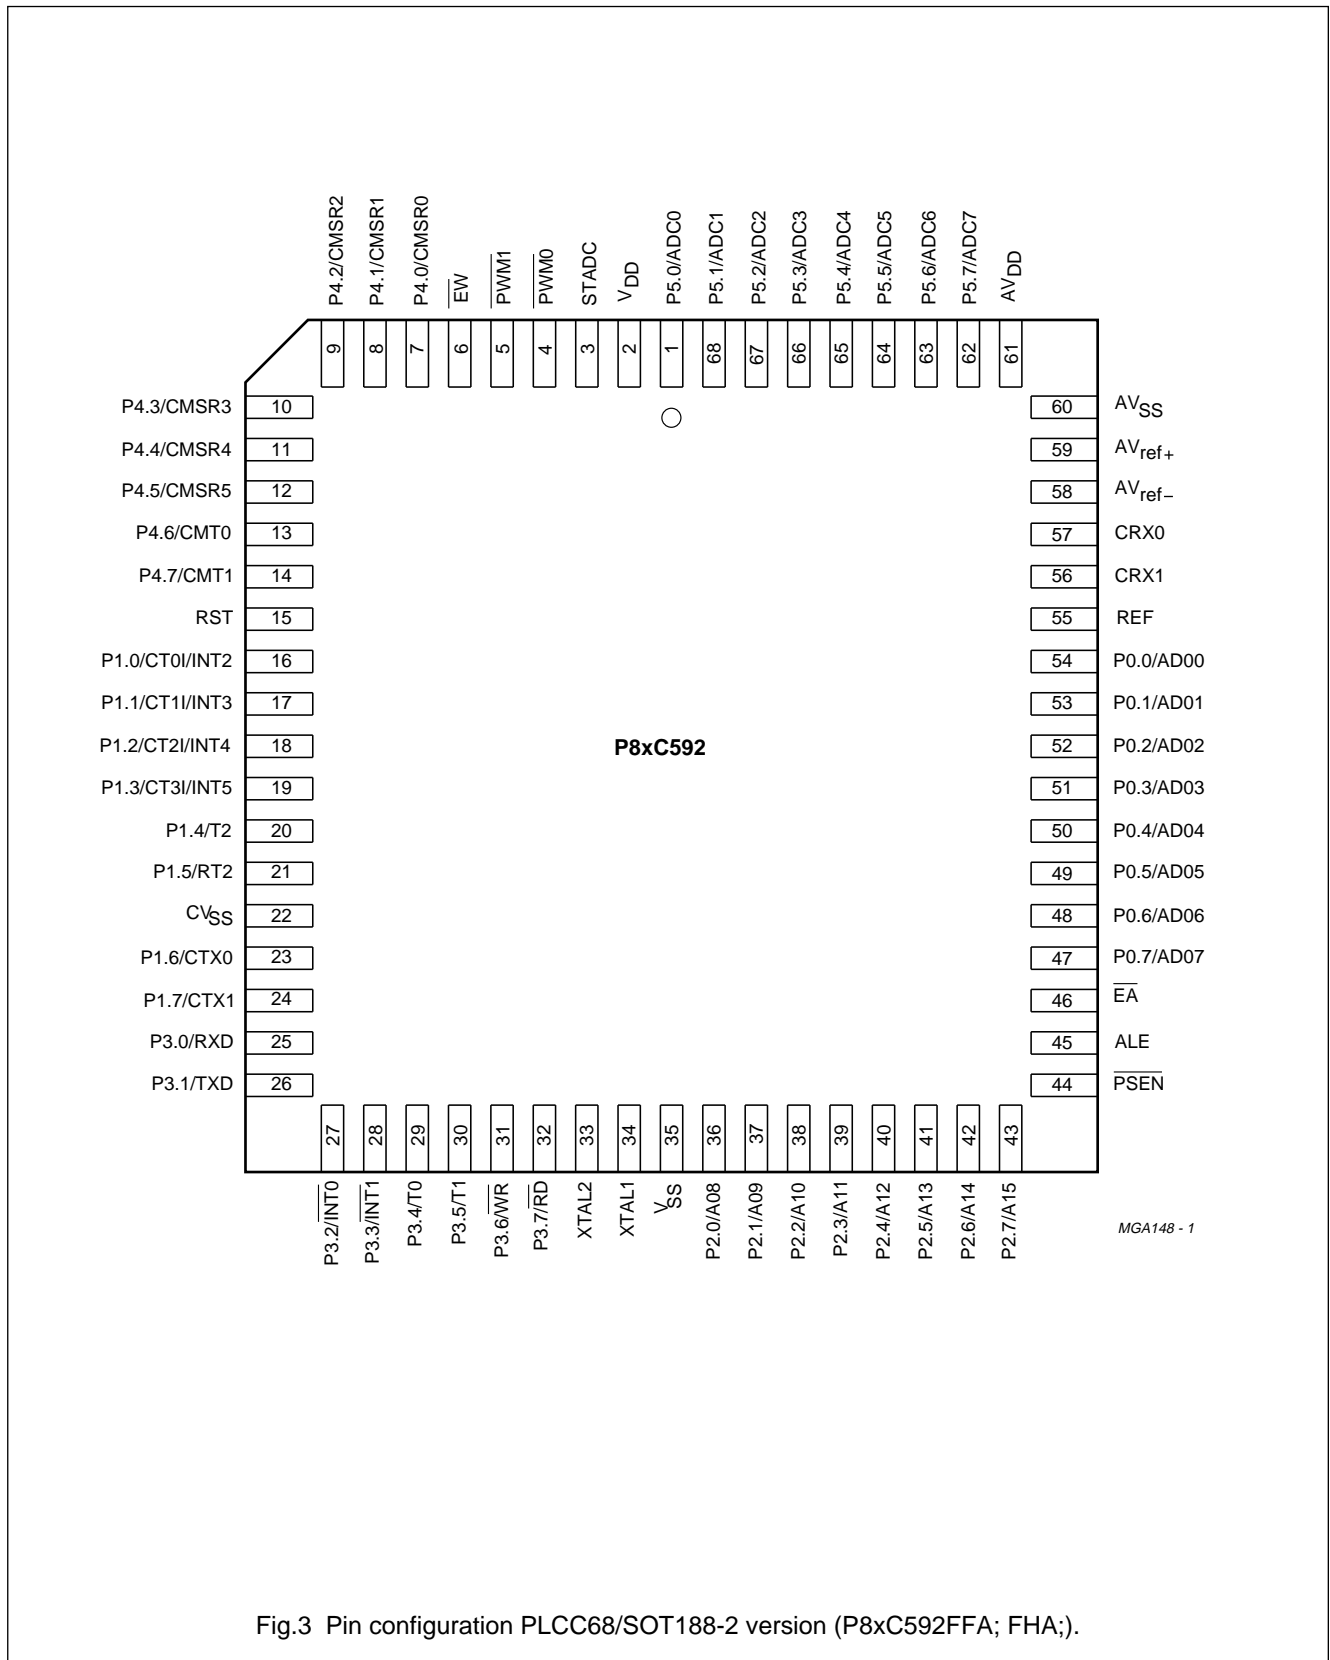 P4.2/CMSR2
P4.1/CMSR1
P4.0/CMSR0
EW
PWM1
PWM0
STADC
VDD
P5.0/ADC0
P5.1/ADC1
P5.2/ADC2
P5.3/ADC3
P5.4/ADC4
P5.5/ADC5
P5.6/ADC6
P5.7/ADC7
AVDD
9
8
7
6
5
4
3
2
1
68
67
66
65
64
63
62
61
P4.3/CMSR3 10
P4.4/CMSR4 11
P4.5/CMSR5 12
P4.6/CMT0 13
P4.7/CMT1 14
RST 15
P1.0/CT0I/INT2 16
P1.1/CT1I/INT3 17
P1.2/CT2I/INT4 18
P1.3/CT3I/INT5 19
P1.4/T2 20
P1.5/RT2 21
CVSS 22
P1.6/CTX0 23
P1.7/CTX1 24
P3.0/RXD 25
P3.1/TXD 26
P8xC592
60 AVSS
59 AVref+
58 AVref−
57 CRX0
56 CRX1
55 REF
54 P0.0/AD00
53 P0.1/AD01
52 P0.2/AD02
51 P0.3/AD03
50 P0.4/AD04
49 P0.5/AD05
48 P0.6/AD06
47 P0.7/AD07
46 EA
45 ALE
44 PSEN
27
28
29
30
31
32
33
34
35
36
37
38
39
40
41
42
43
P3.2/INT0
P3.3/INT1
P3.4/T0
P3.5/T1
P3.6/WR
P3.7/RD
XTAL2
XTAL1
VSS
P2.0/A08
P2.1/A09
P2.2/A10
P2.3/A11
P2.4/A12
P2.5/A13
P2.6/A14
P2.7/A15
MGA148 - 1
Fig.3 Pin configuration PLCC68/SOT188-2 version (P8xC592FFA; FHA;).